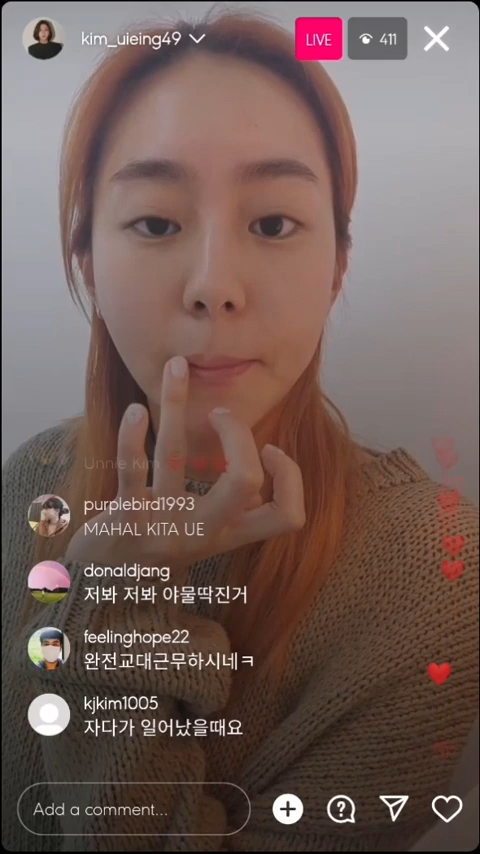 kim_uieing49
LIVE
411
Unnie Kim
purplebird1993
MAHAL KITA UE
donaldjang
저봐 저봐 야물딱진거
feelinghope22
완전교대근무하시네ㅋ
kjkim1005
자다가 일어났을때요
Add a comment...